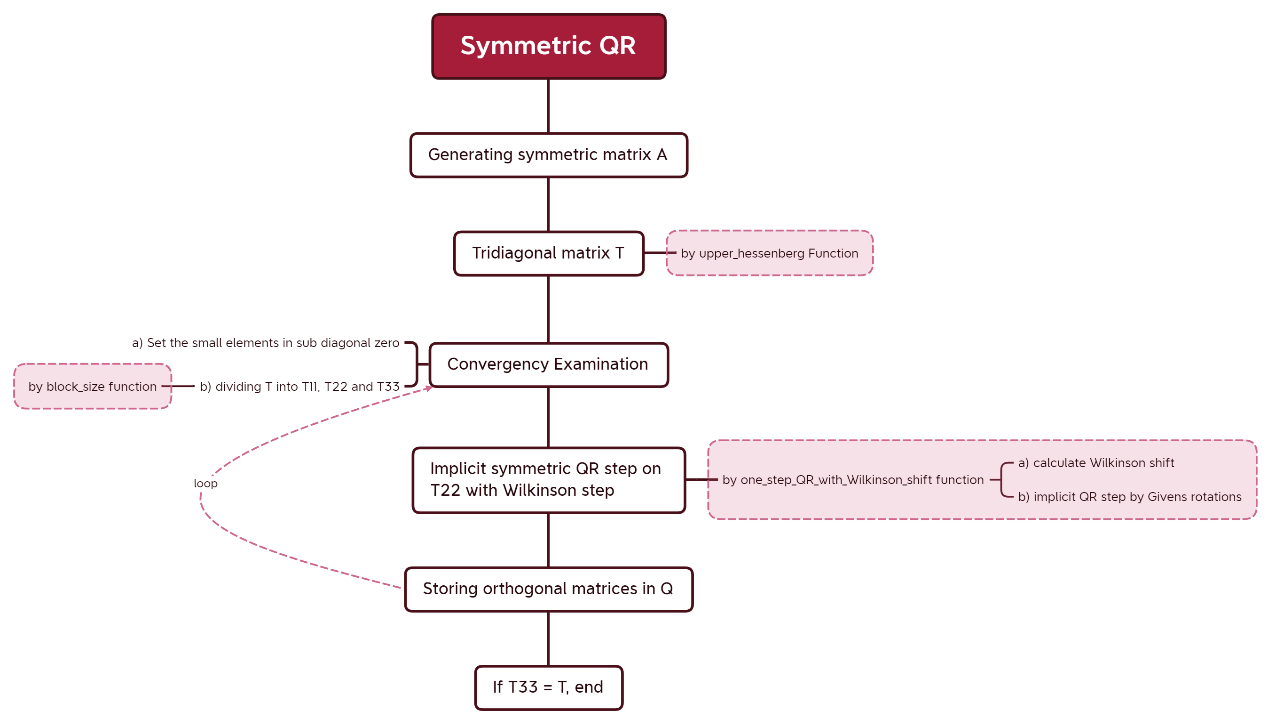 Symmetric QR
Generating symmetric matrix A
Tridiagonal matrix T
by upper_hessenberg Function
a) Set the small elements in sub diagonal zero
Convergency Examination
by block_size function
b) dividing T into T11, T22 and T33
Implicit symmetric QR step on
T22 with Wilkinson step
by one_step_QR_with_Wilkinson_shift function
a) calculate Wilkinson shift
b) implicit QR step by Givens rotations
loop
Storing orthogonal matrices in Q
If T33 = T, end